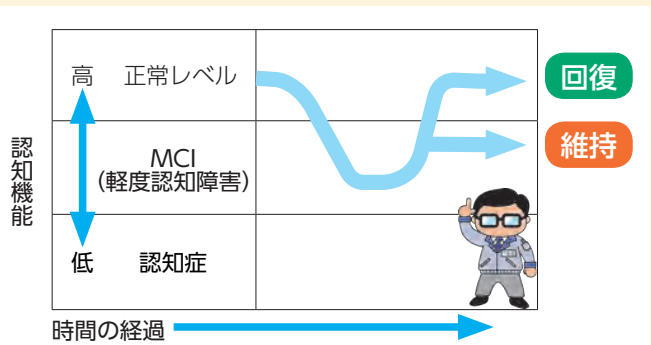 高 正常レベル
回復
認知機能
MCI
(軽度認知障害)
維持
低 認知症
時間の経過